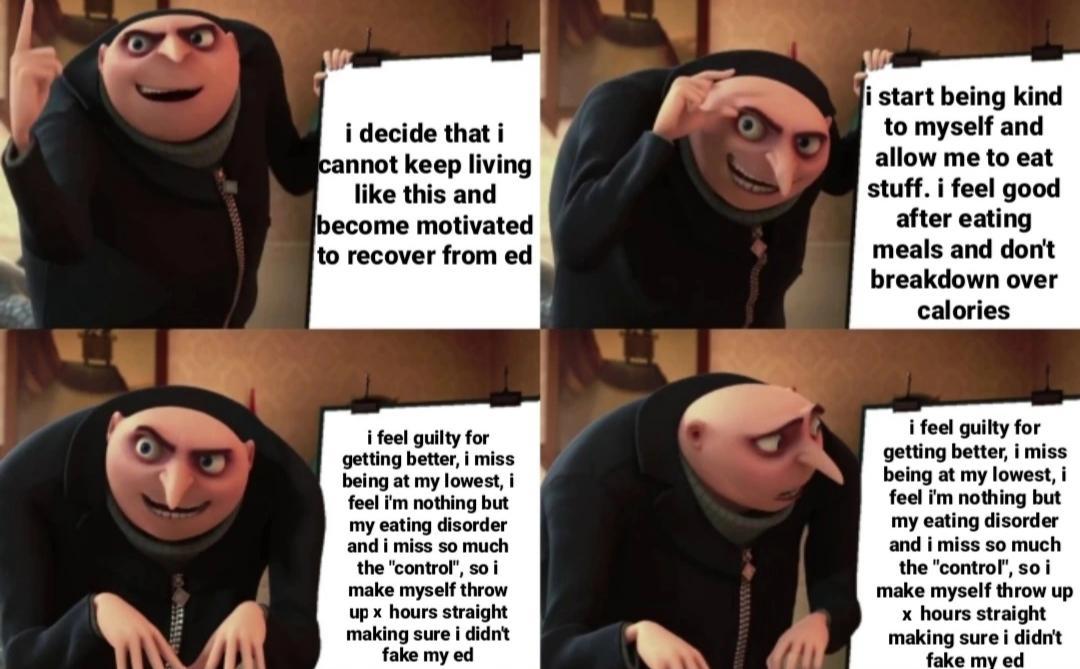 i decide that i
cannot keep living
like this and
become motivated
to recover from ed
i start being kind
to myself and
allow me to eat
stuff. i feel good
after eating
meals and don't
breakdown over
calories
i feel guilty for
getting better, i miss
being at my lowest, i
feel i'm nothing but
my eating disorder
and i miss so much
the "control", so i
make myself throw
up x hours straight
making sure i didn't
fake my ed
i feel guilty for
getting better, i miss
being at my lowest, i
feel i'm nothing but
my eating disorder
and i miss so much
the "control", so i
make myself throw up
x hours straight
making sure i didn't
fake my ed